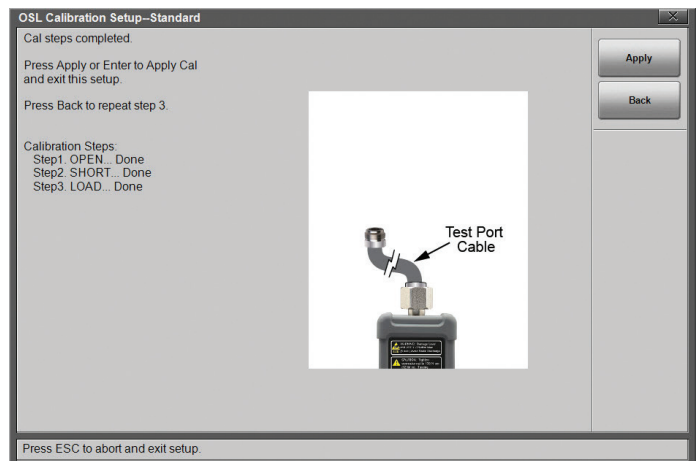 OSL Calibration Setup--Standard
Cal steps completed.
Press Apply or Enter to Apply Cal
and exit this setup.
Press Back to repeat step 3.
Calibration Steps:
Step1. OPEN... Done
Step2. SHORT... Done
Step3. LOAD... Done
Test Port
Cable
Apply
Back
Press ESC to abort and exit setup.